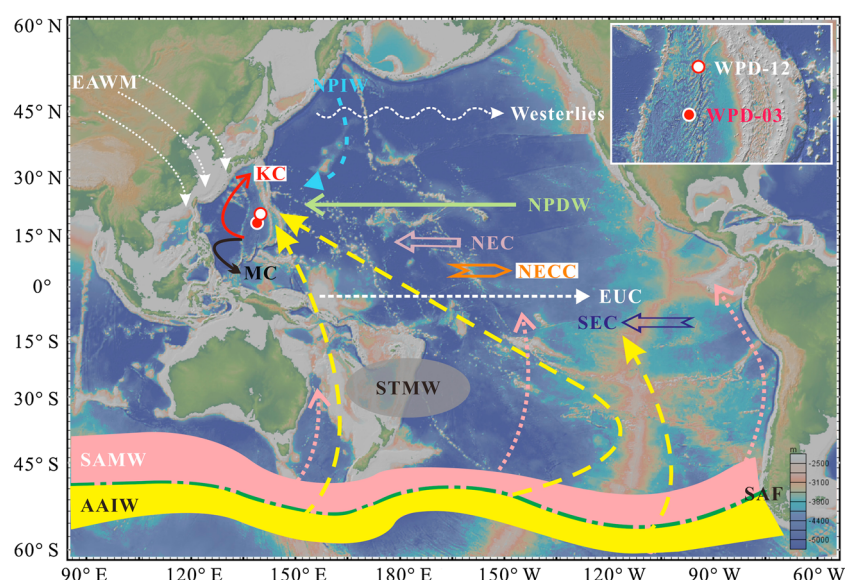 60° N
45° N
30° N
15° N
0°
15° S
30° S
45° S
60° S
EAWM
NPIW
Westerlies
WPD-12
WPD-03
KC
NPDW
NEC
NECC
MC
EUC
SEC
STMW
SAMW
AAIW
SAF
m
-2500
-3100
-3800
-4400
-5000
90° E
120° E
150° E
180° E
150° W
120° W
90° W
60° W